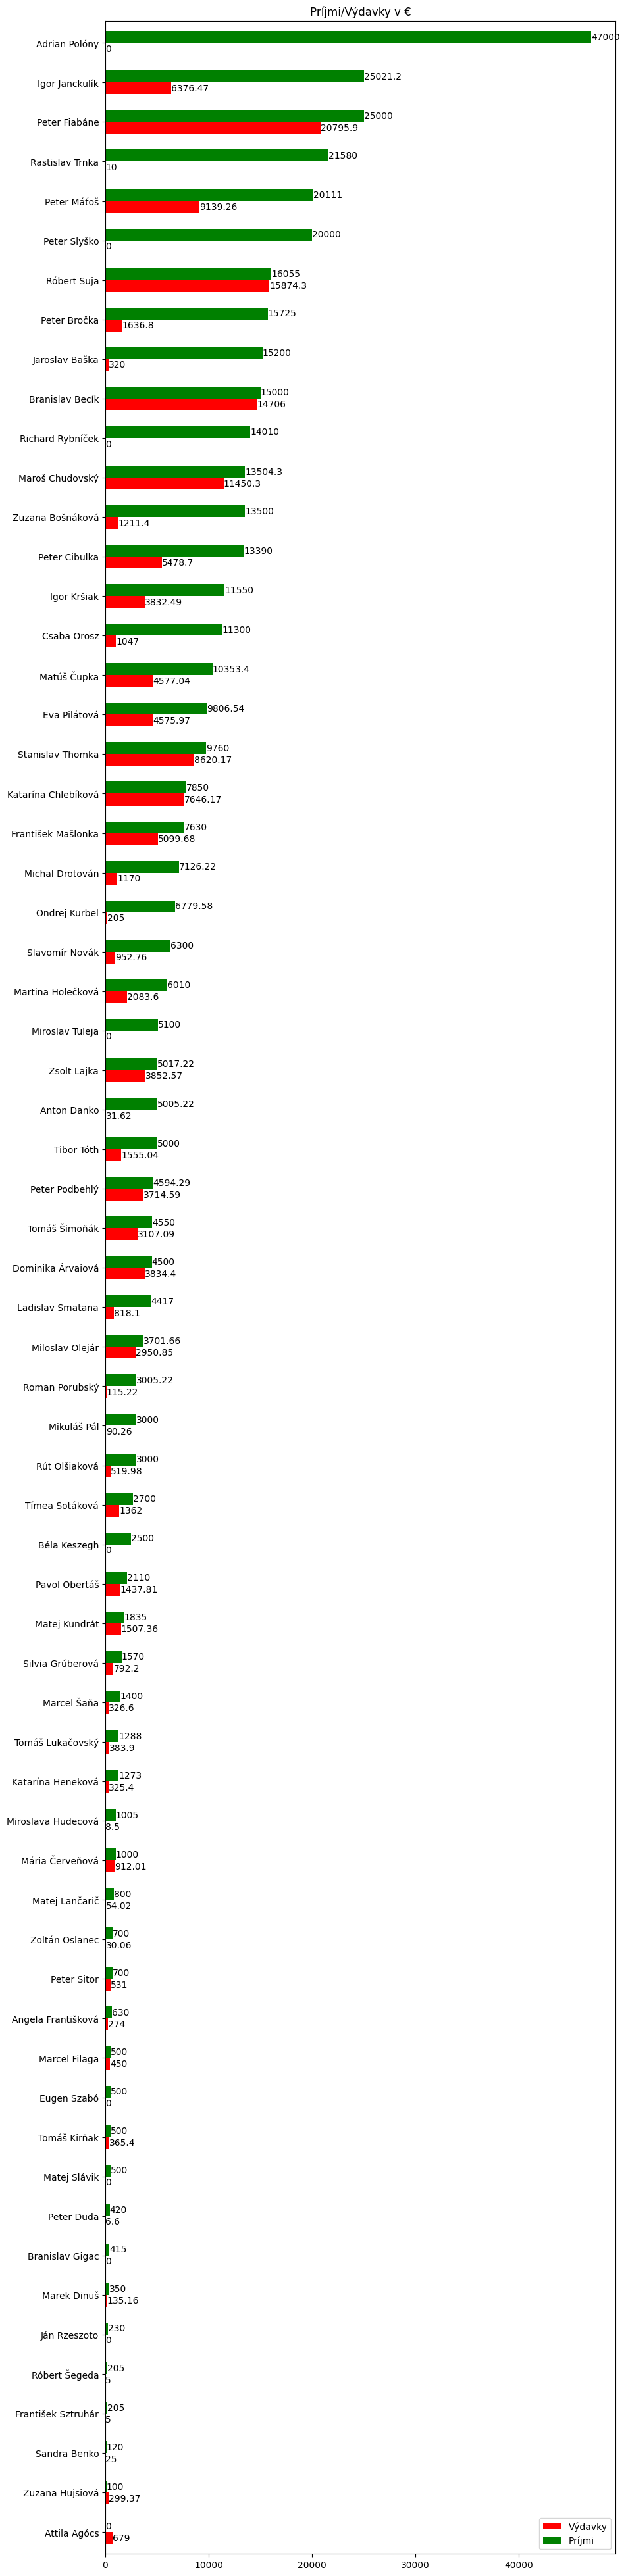 Príjmi/Výdavky v €
Adrian Polóny 47000
0
Igor Janckulík 25021.2
6376.47
Peter Fiabáne 25000
20795.9
Rastislav Trnka 21580
10
Peter Máťoš 20111
9139.26
Peter Slyško 20000
0
Róbert Suja 16055
15874.3
Peter Bročka 15725
1636.8
Jaroslav Baška 15200
320
Branislav Becík 15000
14706
Richard Rybníček 14010
0
Maroš Chudovský 13504.3
11450.3
Zuzana Bošnáková 13500
1211.4
Peter Cibulka 13390
5478.7
Igor Kršiak 11550
3832.49
Csaba Orosz 11300
1047
Matúš Čupka 10353.4
4577.04
Eva Pilátová 9806.54
4575.97
Stanislav Thomka 9760
8620.17
Katarína Chlebíková 7850
7646.17
František Mašlonka 7630
5099.68
Michal Drotován 7126.22
1170
Ondrej Kurbel 6779.58
205
Slavomír Novák 6300
952.76
Martina Holečková 6010
2083.6
Miroslav Tuleja 5100
0
Zsolt Lajka 5017.22
3852.57
Anton Danko 5005.22
31.62
Tibor Tóth 5000
1555.04
Peter Podbehlý 4594.29
3714.59
Tomáš Šimoňák 4550
3107.09
Dominika Árvaiová 4500
3834.4
Ladislav Smatana 4417
818.1
Miloslav Olejár 3701.66
2950.85
Roman Porubský 3005.22
115.22
Mikuláš Pál 3000
90.26
Rút Olšiaková 3000
519.98
Tímea Sotáková 2700
1362
Béla Keszegh 2500
0
Pavol Obertáš 2110
1437.81
Matej Kundrát 1835
1507.36
Silvia Grúberová 1570
792.2
Marcel Šaňa 1400
326.6
Tomáš Lukačovský 1288
383.9
Katarína Heneková 1273
325.4
Miroslava Hudecová 1005
8.5
Mária Červeňová 1000
912.01
Matej Lančarič 800
54.02
Zoltán Oslanec 700
30.06
Peter Sitor 700
531
Angela Františková 630
274
Marcel Filaga 500
450
Eugen Szabó 500
0
Tomáš Kirňak 500
365.4
Matej Slávik 500
0
Peter Duda 420
6.6
Branislav Gigac 415
0
Marek Dinuš 350
135.16
Ján Rzeszoto 230
0
Róbert Šegeda 205
5
František Sztruhár 205
5
Sandra Benko 120
25
Zuzana Hujsiová 100
299.37
Attila Agócs 0
679
Výdavky
Príjmi
0 10000 20000 30000 40000